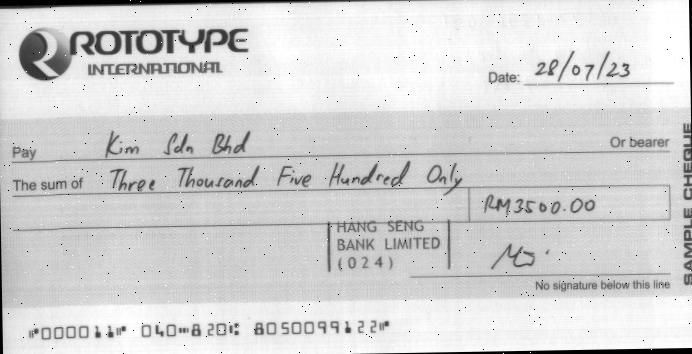 ROTOTYPE
INTERNATIONAL
Date: 28/07/23
Pay Kim Sdn Bhd Or bearer
The sum of Three Thousand Five Hundred Only
RM3500.00
HANG SENG
BANK LIMITED
(024)
No signature below this line
SAMPLE CHEQUE
⑈000011⑈ 040⑉820⑆ 8050099122⑈